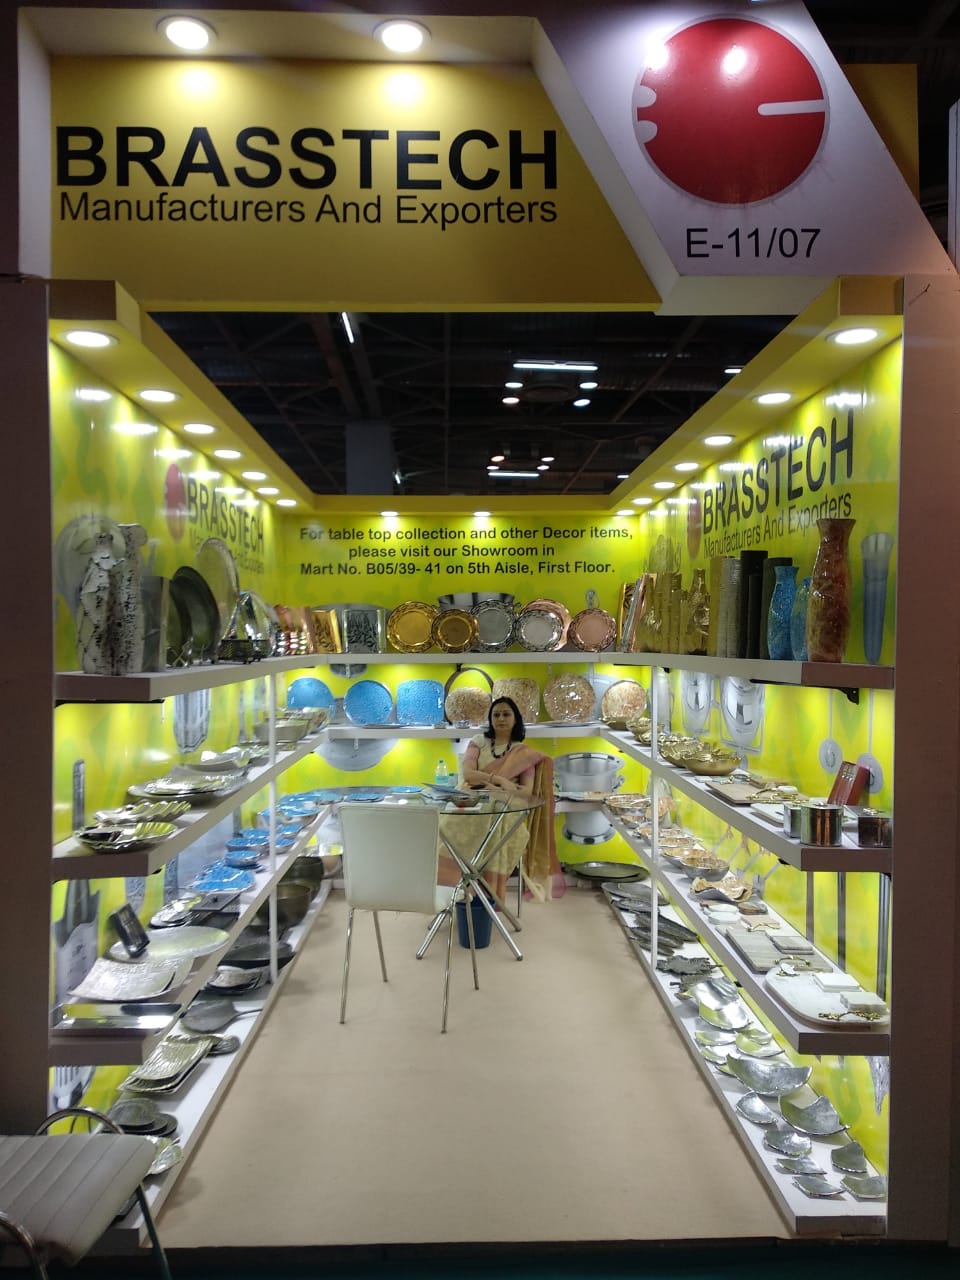 BRASSTECH
Manufacturers And Exporters
E-11/07
BRASSTECH
BRASSTECH
Manufacturers And Exporters
For table top collection and other Decor items,
please visit our Showroom in
Mart No. B05/39- 41 on 5th Aisle, First Floor.